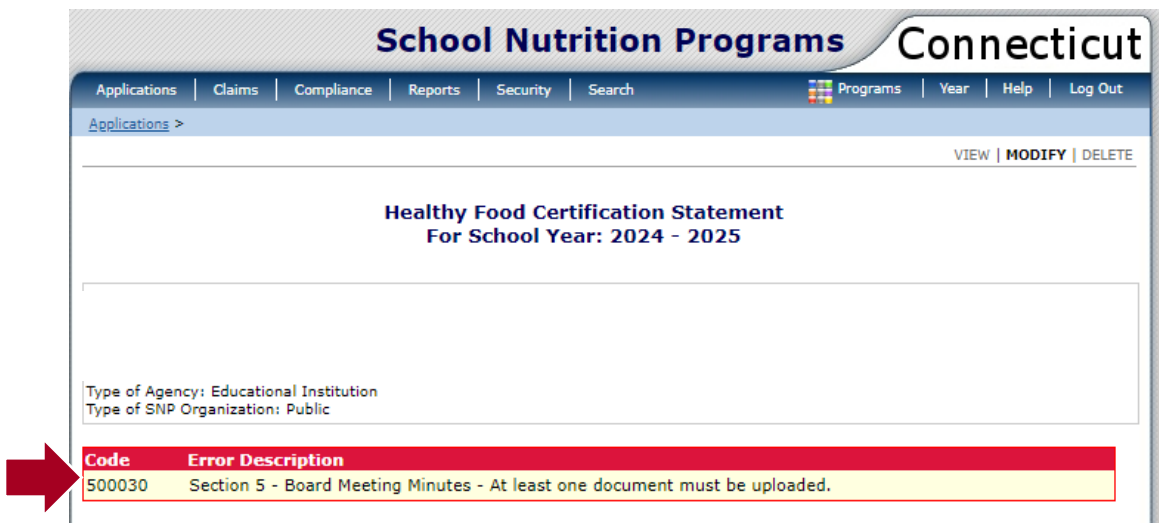 School Nutrition Programs Connecticut
Applications | Claims | Compliance | Reports | Security | Search Programs | Year | Help | Log Out
Applications >
VIEW | MODIFY | DELETE
Healthy Food Certification Statement
For School Year: 2024 - 2025
Type of Agency: Educational Institution
Type of SNP Organization: Public
Code Error Description
500030 Section 5 - Board Meeting Minutes - At least one document must be uploaded.